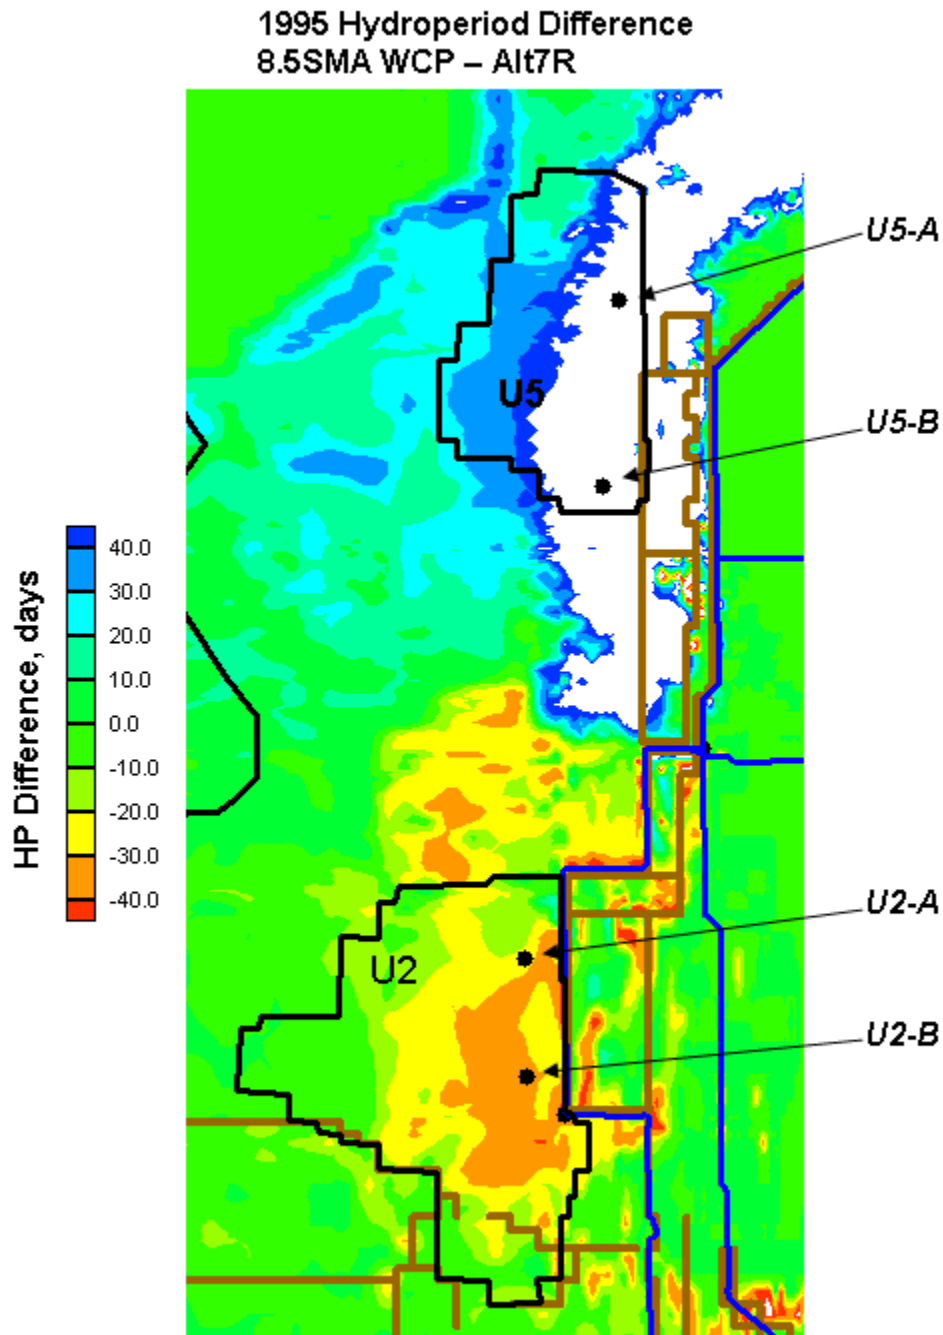 1995 Hydroperiod Difference
8.5SMA WCP – Alt7R
U5-A
U5
U5-B
HP Difference, days
40.0
30.0
20.0
10.0
0.0
-10.0
-20.0
-30.0
-40.0
U2-A
U2
U2-B